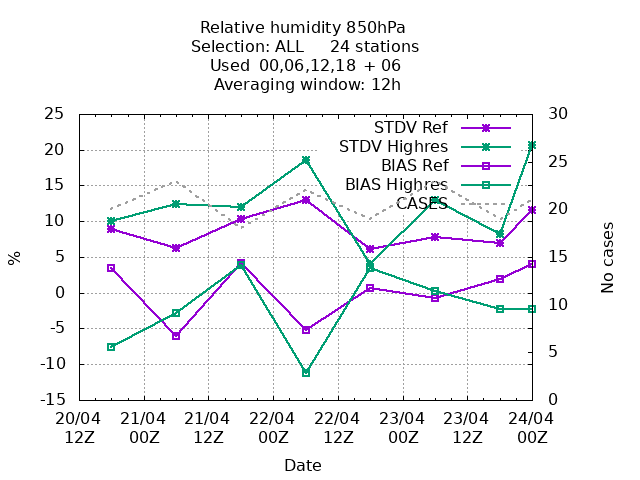 Relative humidity 850hPa
Selection: ALL 24 stations
Used 00,06,12,18 + 06
Averaging window: 12h
STDV Ref
STDV Highres
BIAS Ref
BIAS Highres
CASES
25
20
15
10
5
0
-5
-10
-15
%
30
25
20
15
10
5
0
No cases
20/04 21/04 21/04 22/04 22/04 23/04 23/04 24/04
12Z 00Z 12Z 00Z 12Z 00Z 12Z 00Z
Date